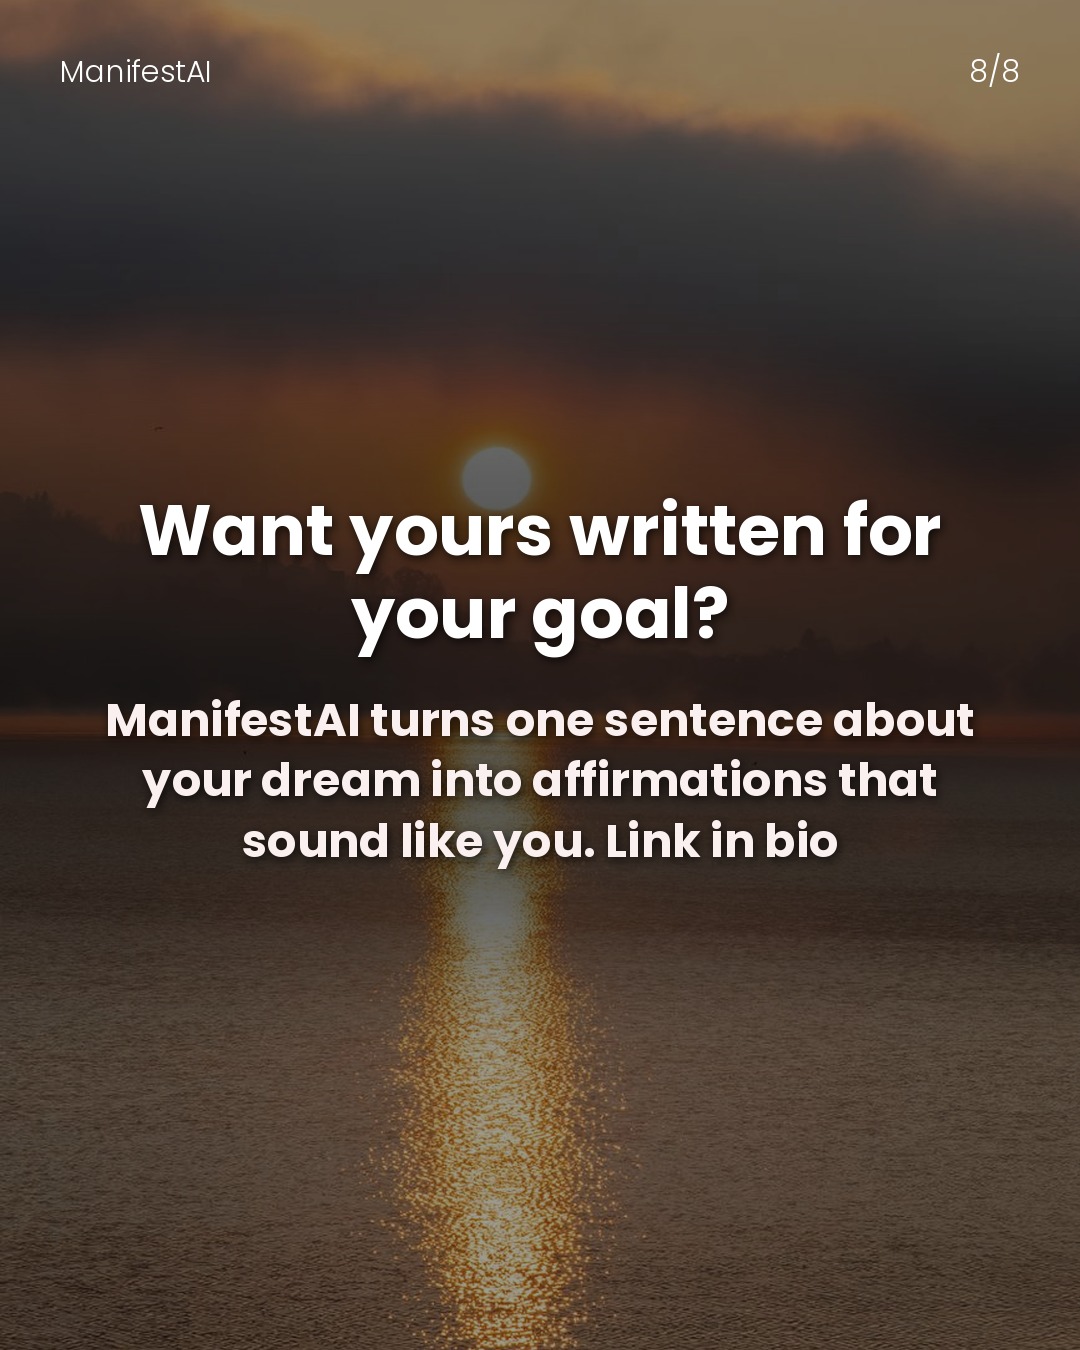 ManifestAI
8/8
Want yours written for
your goal?
ManifestAI turns one sentence about
your dream into affirmations that
sound like you. Link in bio